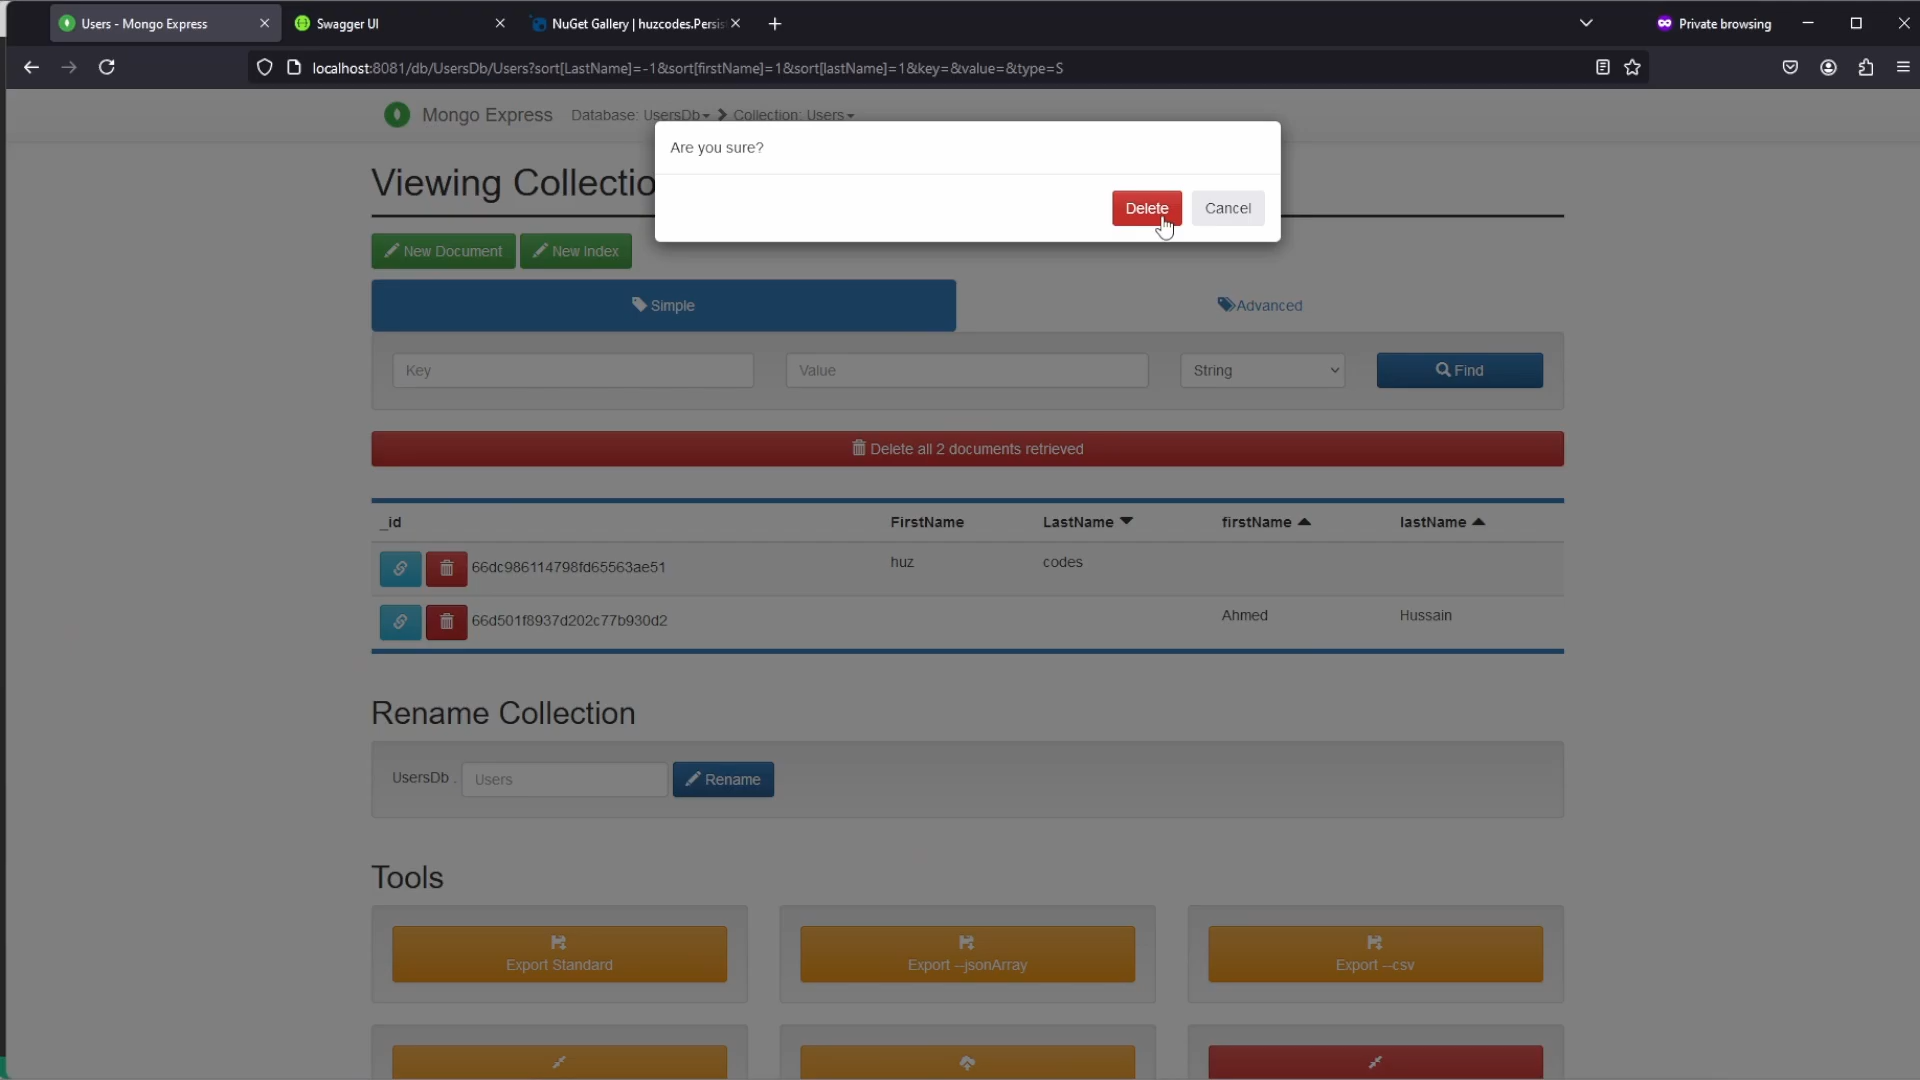 Users - Mongo Express
Swagger UI
NuGet Gallery | huzcodes.Persis
Private browsing
localhost:8081/db/UsersDb/Users?sort[LastName]=-1&sort[firstName]=1&sort[lastName]=1&key=&value=&type=S
Mongo Express Database: UsersDb Collection: Users
Are you sure?
Viewing Collectio
Delete Cancel
New Document New Index
Simple Advanced
Key Value String Find
Delete all 2 documents retrieved
_id FirstName LastName firstName lastName
66dc986114798fd65563ae51 huz codes
66d501f8937d202c77b930d2 Ahmed Hussain
Rename Collection
UsersDb . Users Rename
Tools
Export Standard Export --jsonArray Export --csv